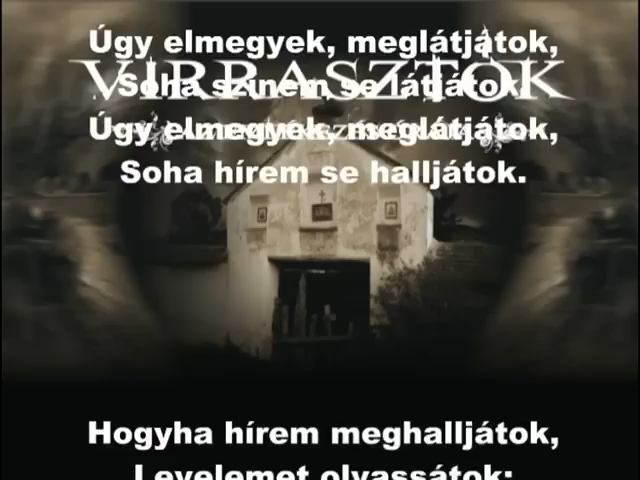 Úgy elmegyek, meglátjátok,
VIRRASZTOK
Soha színem se látjátok.
Úgy elmegyek, meglátjátok,
Soha hírem se halljátok.
Hogyha hírem meghalljátok,
Levelemet olvassátok: